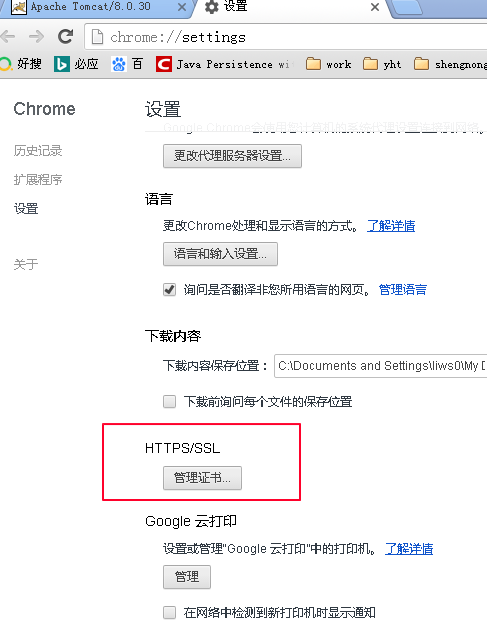 Apache Tomcat/8.0.30
设置
chrome://settings
好搜 必应 百 Java Persistence wi work yht shengnong
Chrome
设置
历史记录
扩展程序
设置
关于
更改代理服务器设置...
语言
更改Chrome处理和显示语言的方式。 了解详情
语言和输入设置...
询问是否翻译非您所用语言的网页。 管理语言
下载内容
下载内容保存位置： C:\Documents and Settings\liws0\My D
下载前询问每个文件的保存位置
HTTPS/SSL
管理证书...
Google 云打印
设置或管理"Google 云打印"中的打印机。 了解详情
管理
在网络中检测到新打印机时显示通知